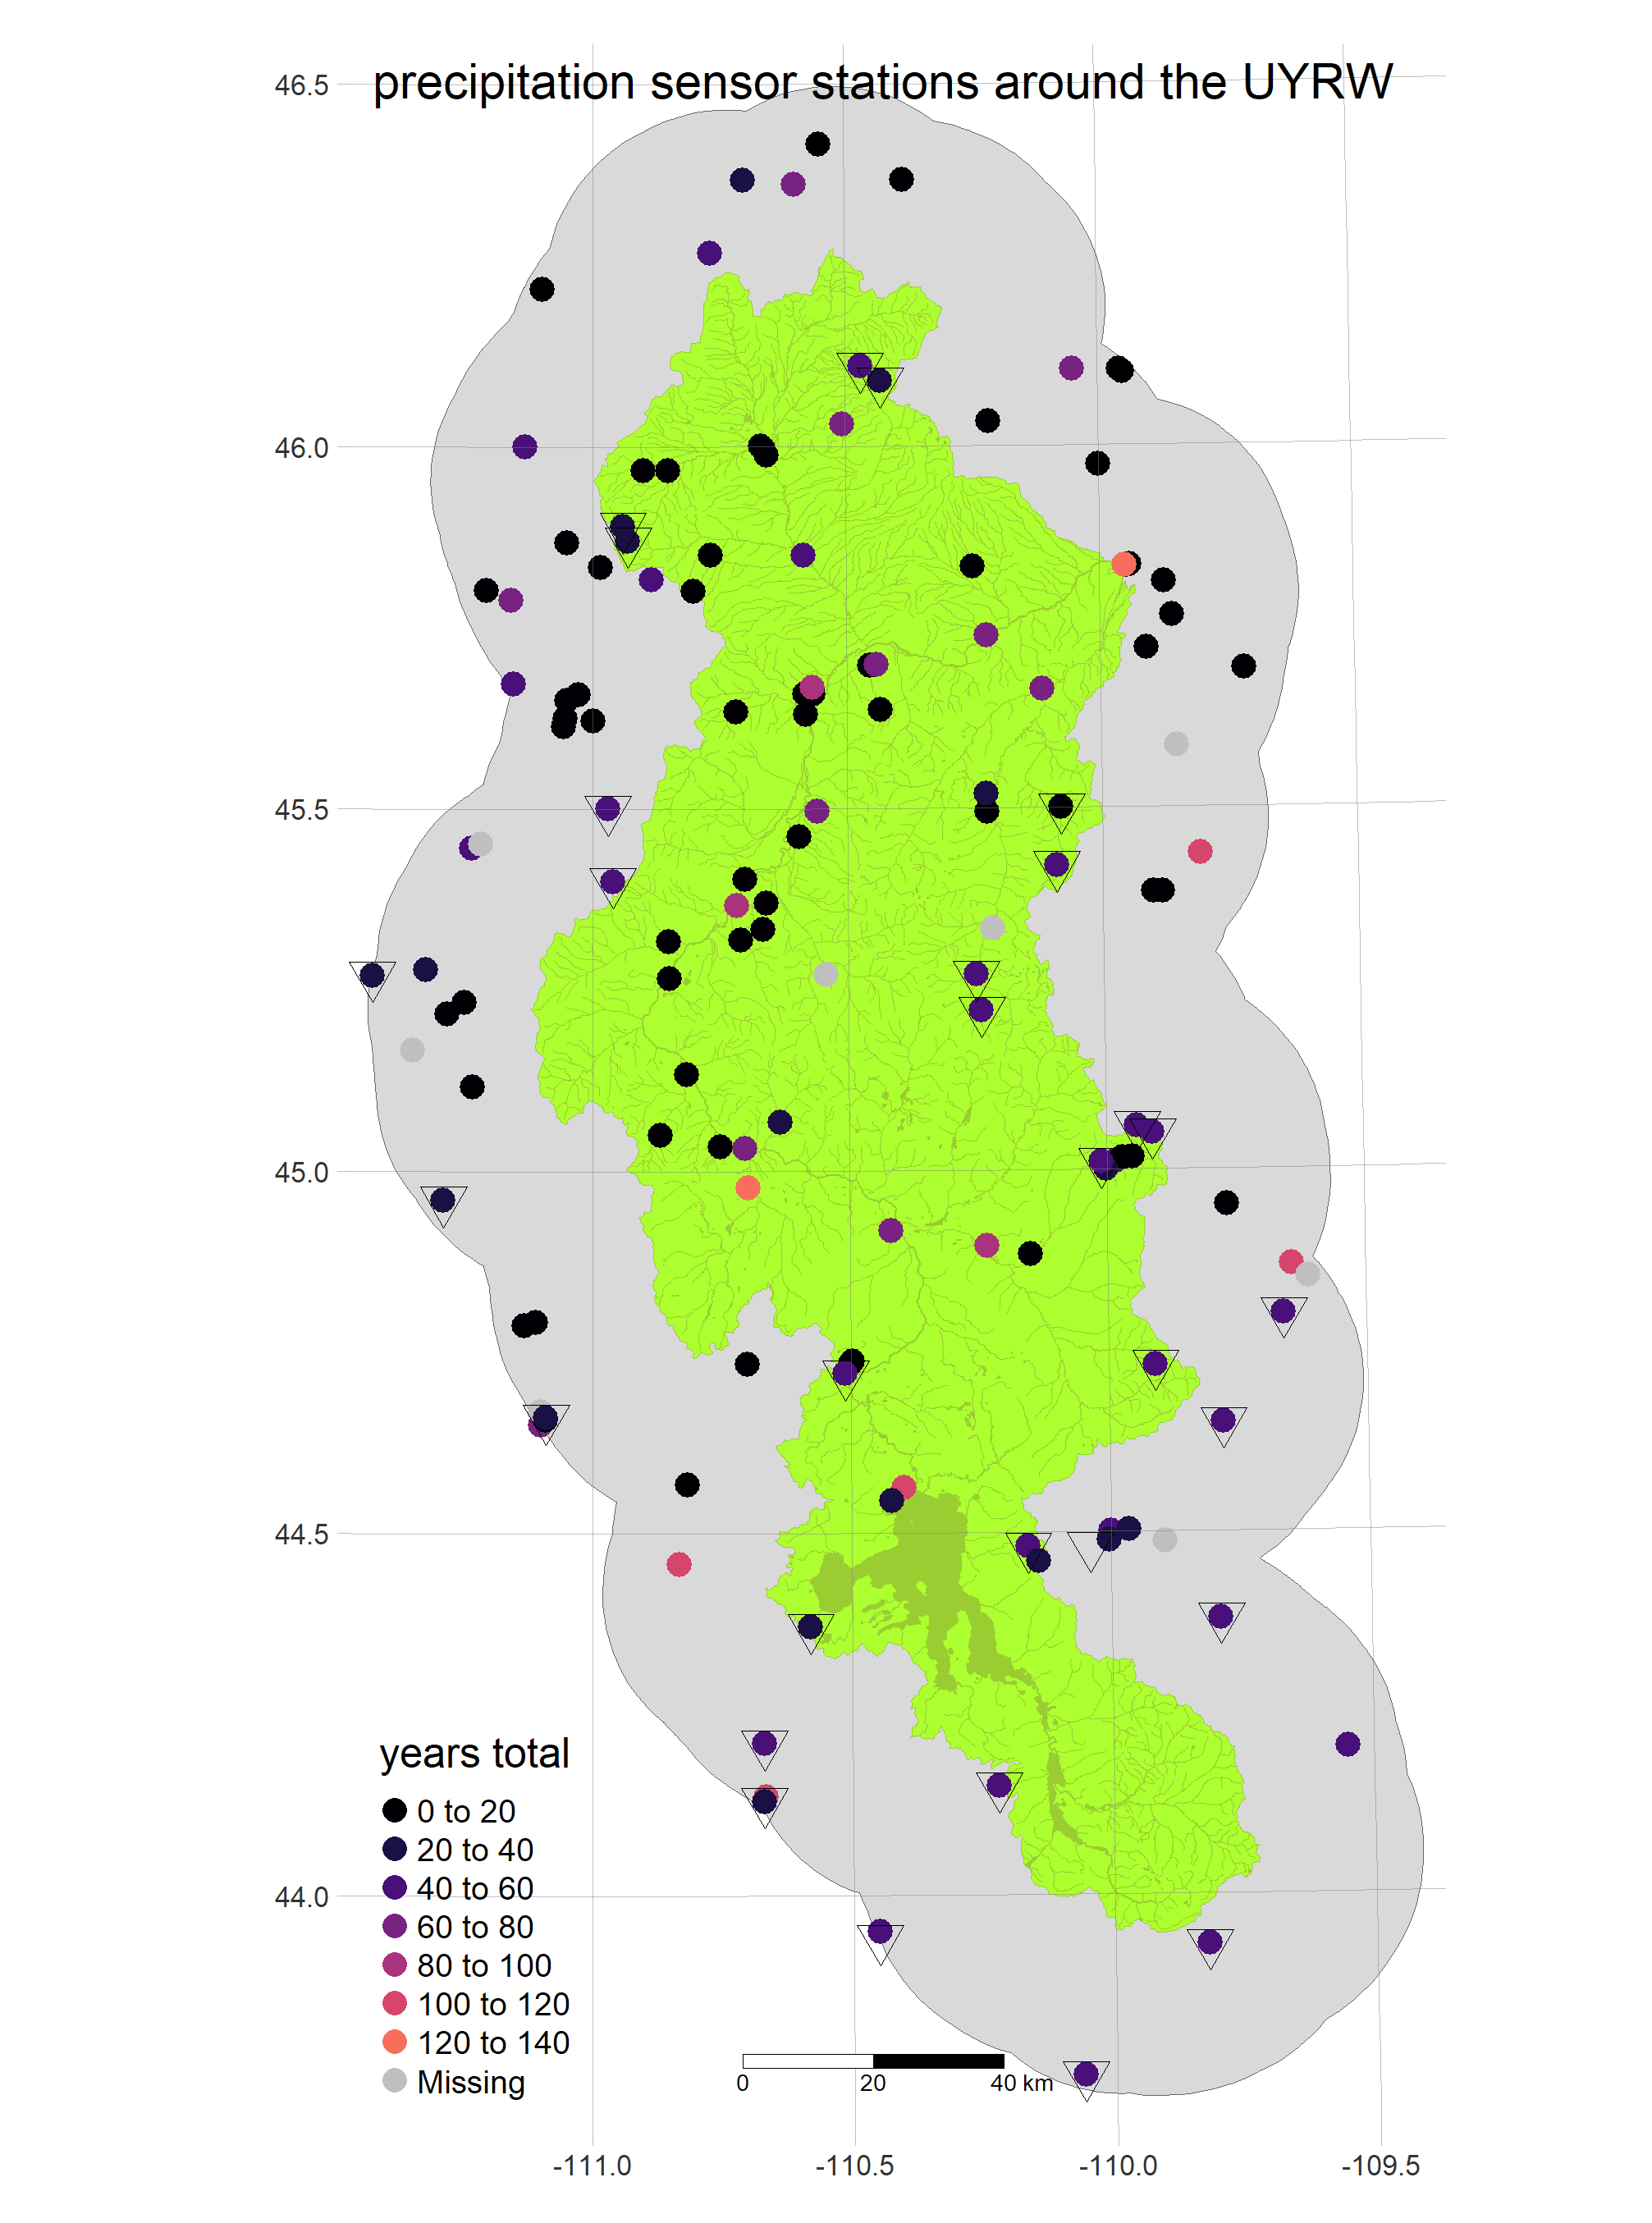 precipitation sensor stations around the UYRW
46.5
46.0
45.5
45.0
44.5
44.0
years total
0 to 20
20 to 40
40 to 60
60 to 80
80 to 100
100 to 120
120 to 140
Missing
0 20 40 km
-111.0 -110.5 -110.0 -109.5